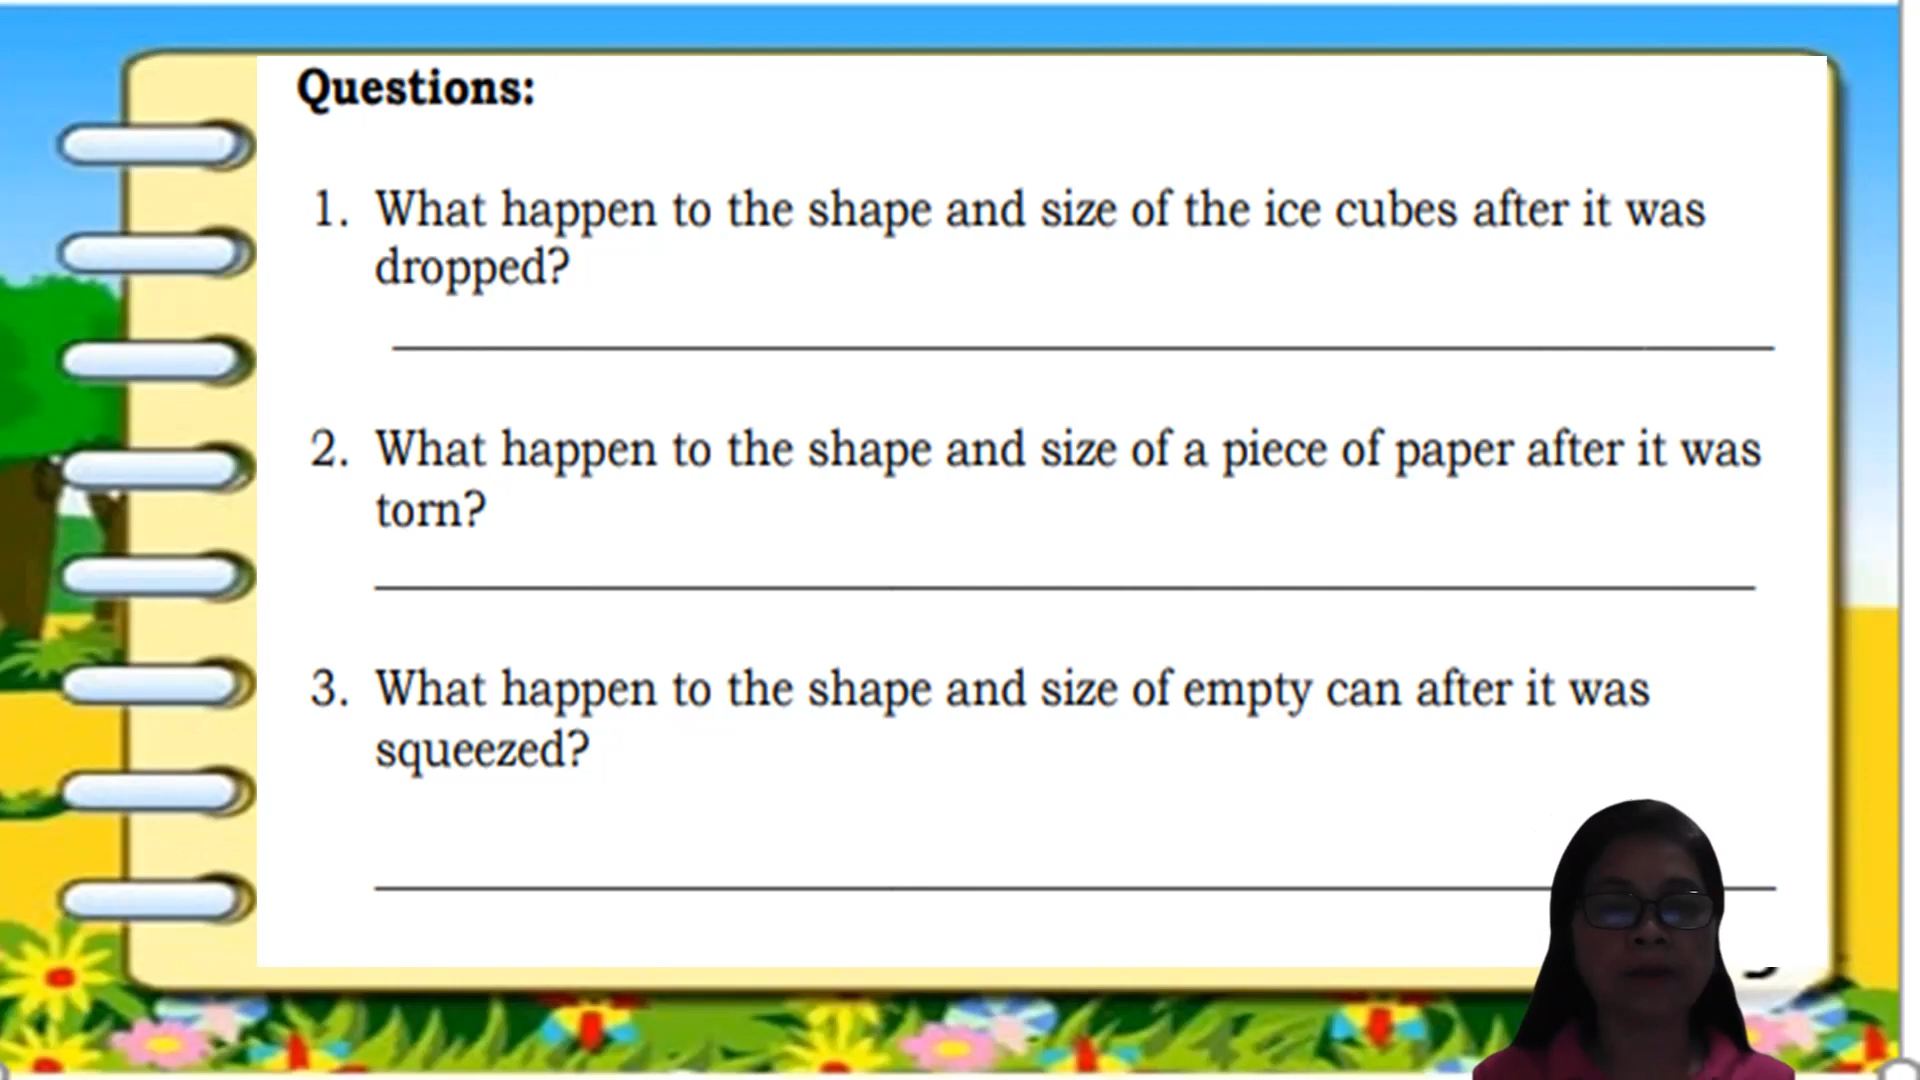 Questions:
1. What happen to the shape and size of the ice cubes after it was
dropped?
2. What happen to the shape and size of a piece of paper after it was
torn?
3. What happen to the shape and size of empty can after it was
squeezed?